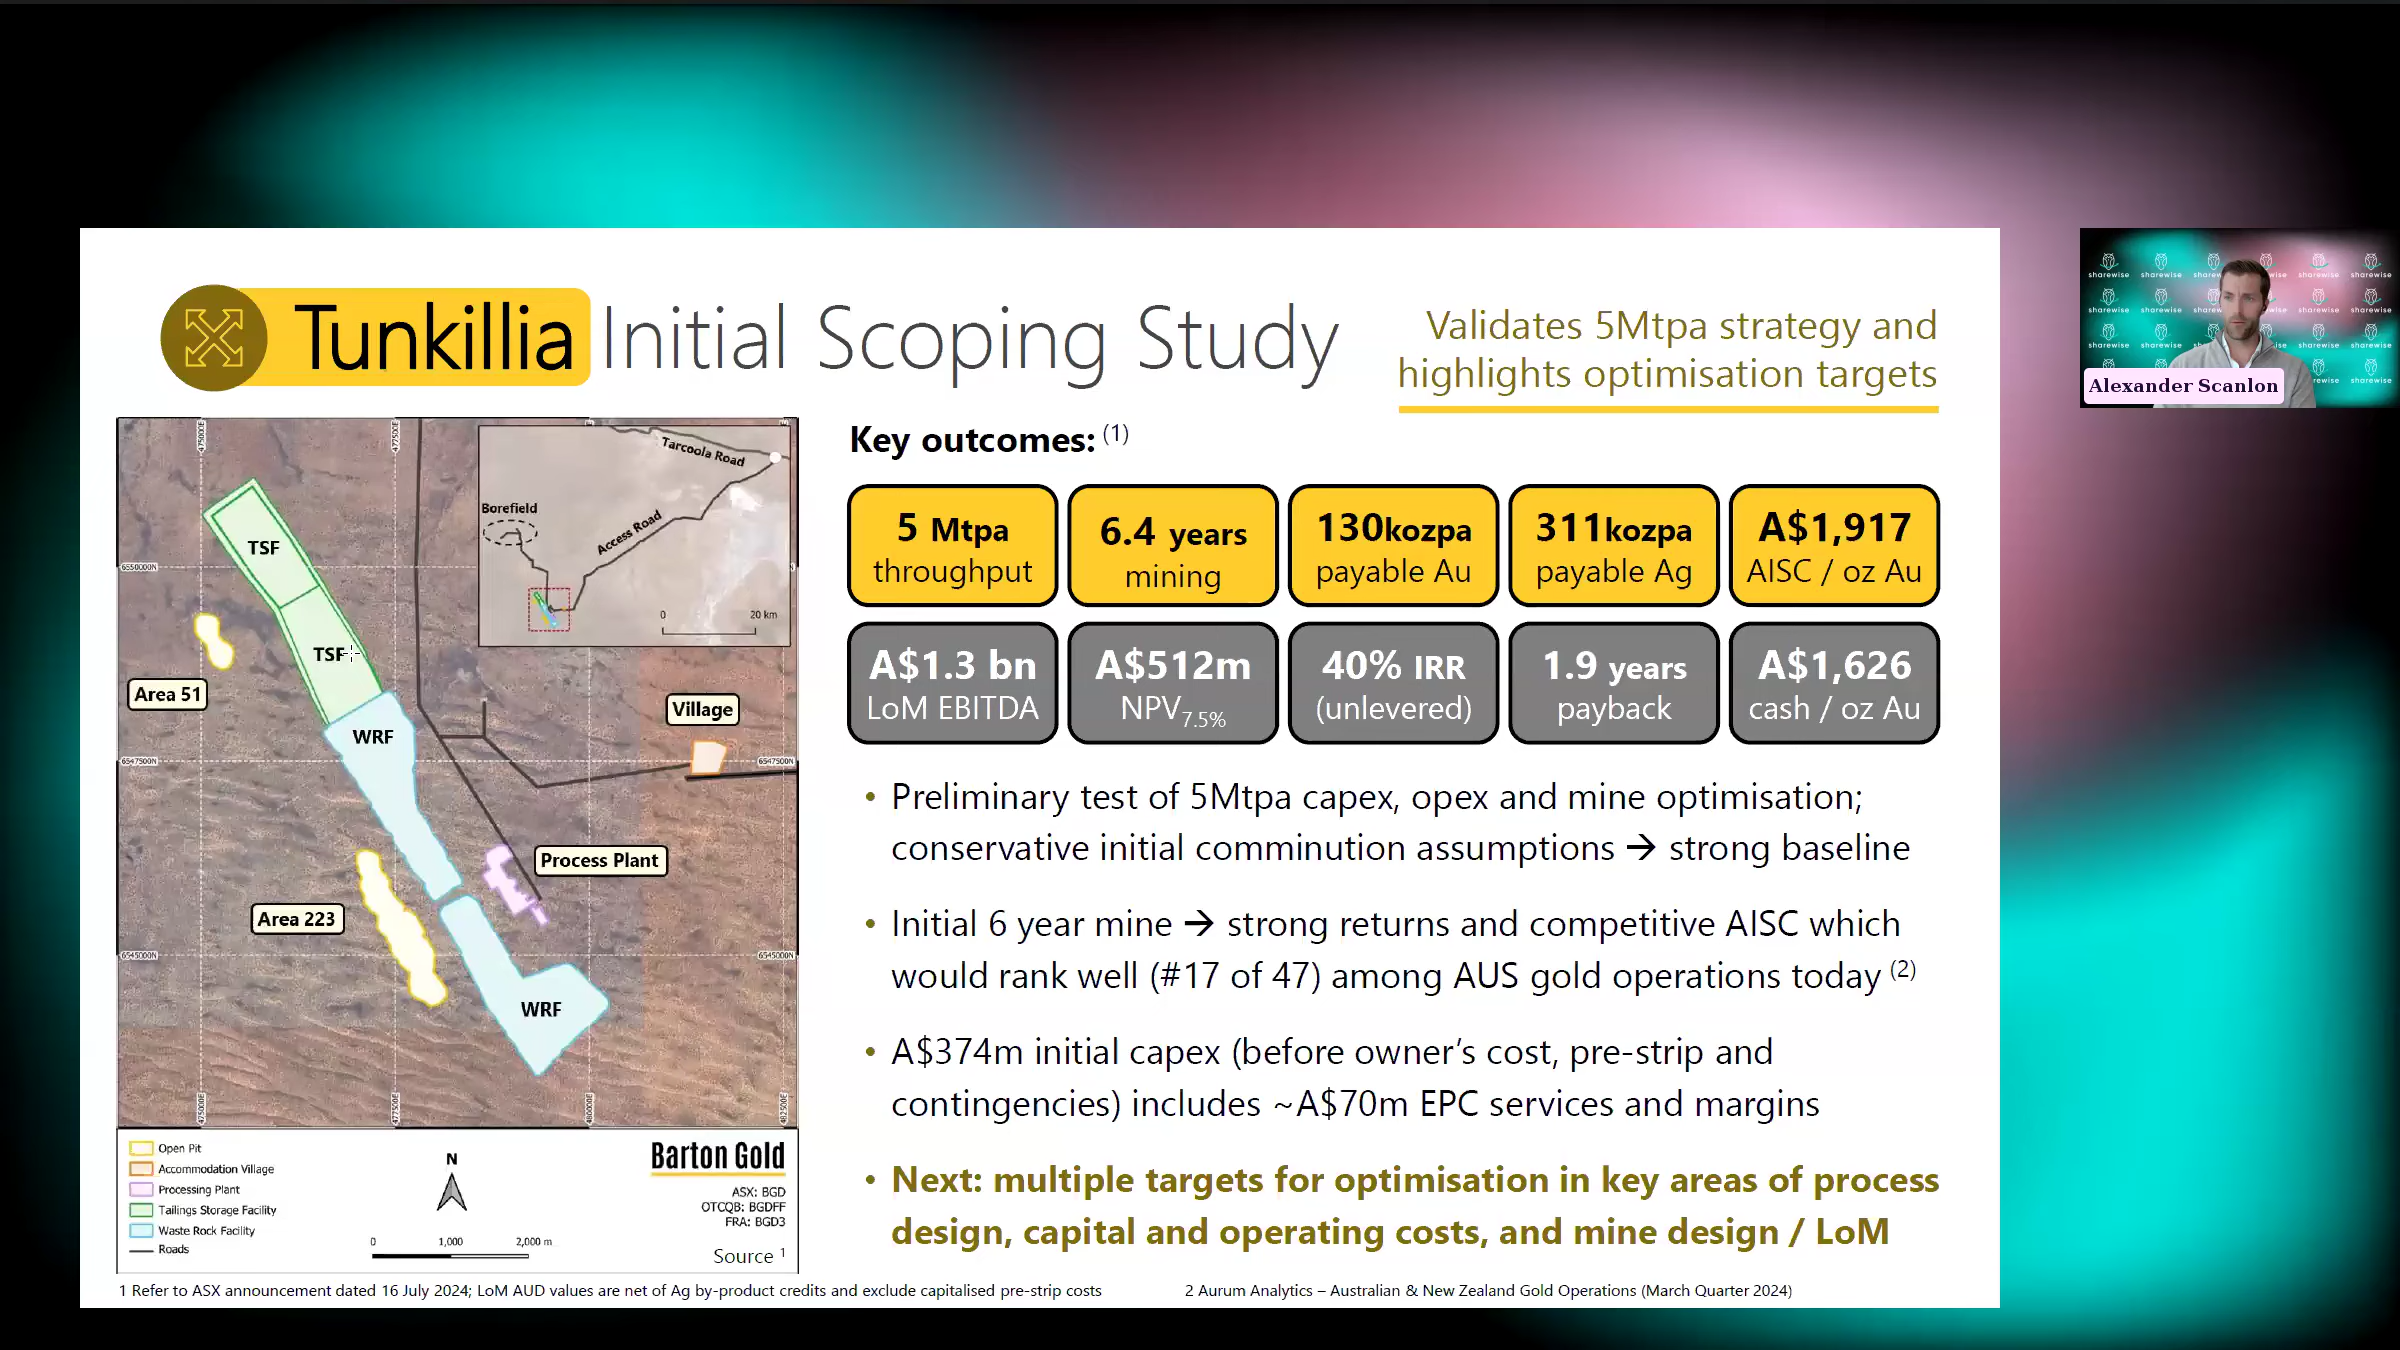 Tunkillia Initial Scoping Study
Validates 5Mtpa strategy and
highlights optimisation targets
Alexander Scanlon
sharewise
Key outcomes: (1)
5 Mtpa
throughput
6.4 years
mining
130kozpa
payable Au
311kozpa
payable Ag
A$1,917
AISC / oz Au
A$1.3 bn
LoM EBITDA
A$512m
NPV7.5%
40% IRR
(unlevered)
1.9 years
payback
A$1,626
cash / oz Au
• Preliminary test of 5Mtpa capex, opex and mine optimisation;
conservative initial comminution assumptions → strong baseline
• Initial 6 year mine → strong returns and competitive AISC which
would rank well (#17 of 47) among AUS gold operations today (2)
• A$374m initial capex (before owner's cost, pre-strip and
contingencies) includes ~A$70m EPC services and margins
• Next: multiple targets for optimisation in key areas of process
design, capital and operating costs, and mine design / LoM
Tarcoola Road
Borefield
Access Road
0 20 km
TSF
6550000N
TSF
Area 51
Village
WRF
6547500N
6547500N
Process Plant
Area 223
6545000N
6545000N
WRF
Open Pit
Accommodation Village
Processing Plant
Tailings Storage Facility
Waste Rock Facility
Roads
N
0 1,000 2,000 m
Barton Gold
ASX: BGD
OTCQB: BGDFF
FRA: BGD3
Source 1
1 Refer to ASX announcement dated 16 July 2024; LoM AUD values are net of Ag by-product credits and exclude capitalised pre-strip costs
2 Aurum Analytics – Australian & New Zealand Gold Operations (March Quarter 2024)